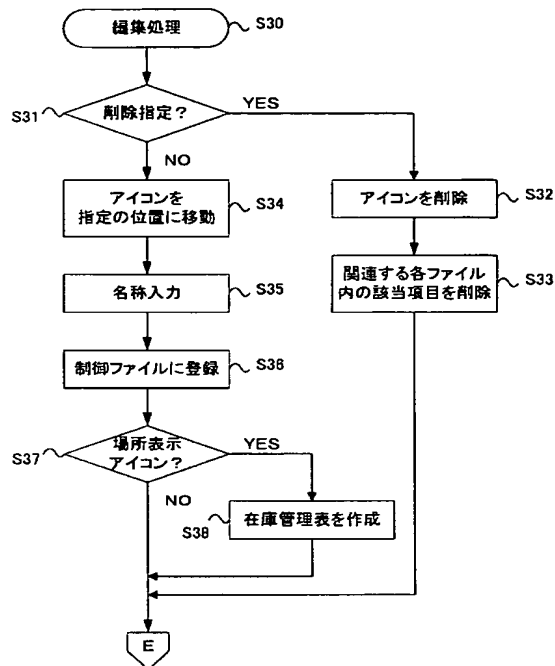 編集処理
S30
削除指定?
S31
YES
NO
アイコンを
指定の位置に移動
S34
アイコンを削除
S32
名称入力
S35
関連する各ファイル
内の該当項目を削除
S33
制御ファイルに登録
S36
場所表示
アイコン?
S37
YES
NO
在庫管理表を作成
S38
E